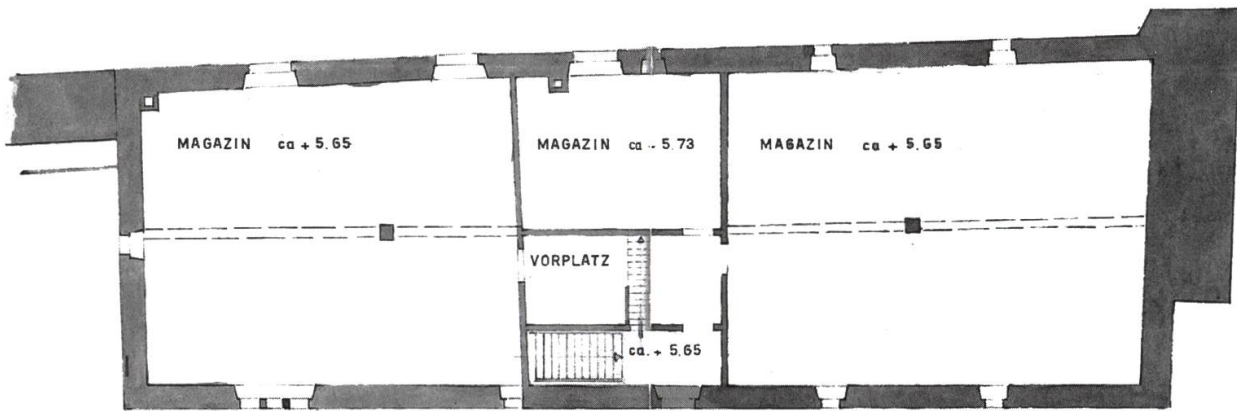 MAGAZIN ca + 5.65
MAGAZIN ca - 5.73
MAGAZIN ca + 5.65
VORPLATZ
ca. + 5.65